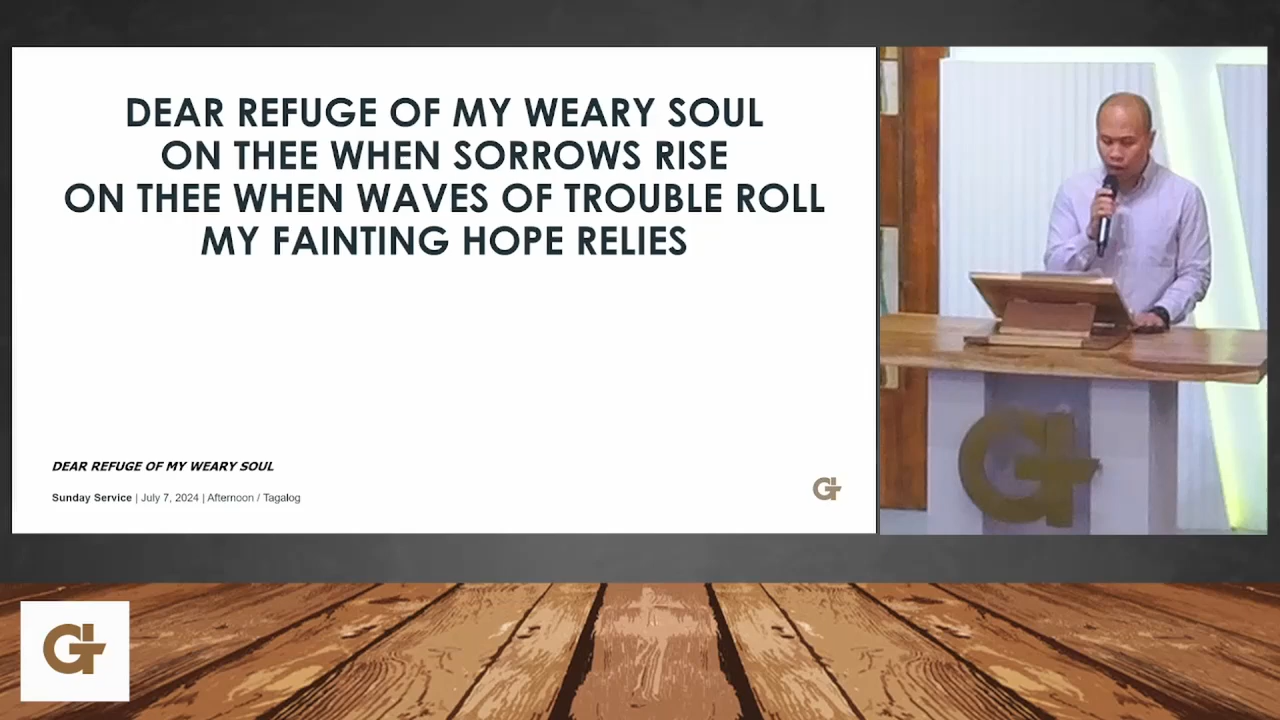 DEAR REFUGE OF MY WEARY SOUL
ON THEE WHEN SORROWS RISE
ON THEE WHEN WAVES OF TROUBLE ROLL
MY FAINTING HOPE RELIES
DEAR REFUGE OF MY WEARY SOUL
Sunday Service | July 7, 2024 | Afternoon / Tagalog